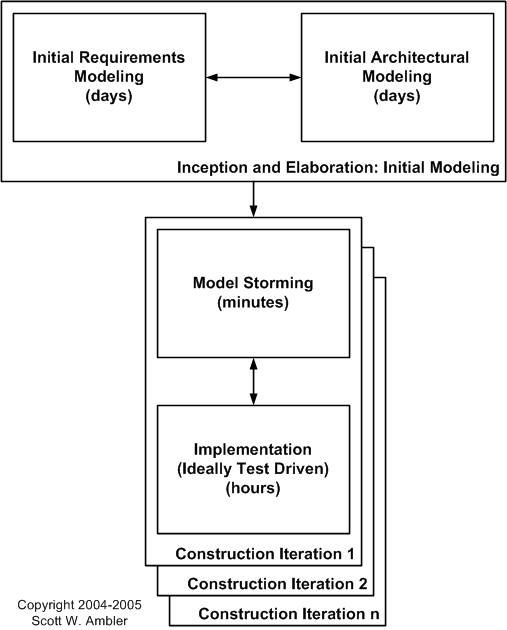 Initial Requirements
Modeling
(days)
Initial Architectural
Modeling
(days)
Inception and Elaboration: Initial Modeling
Model Storming
(minutes)
Implementation
(Ideally Test Driven)
(hours)
Construction Iteration 1
Construction Iteration 2
Construction Iteration n
Copyright 2004-2005
Scott W. Ambler